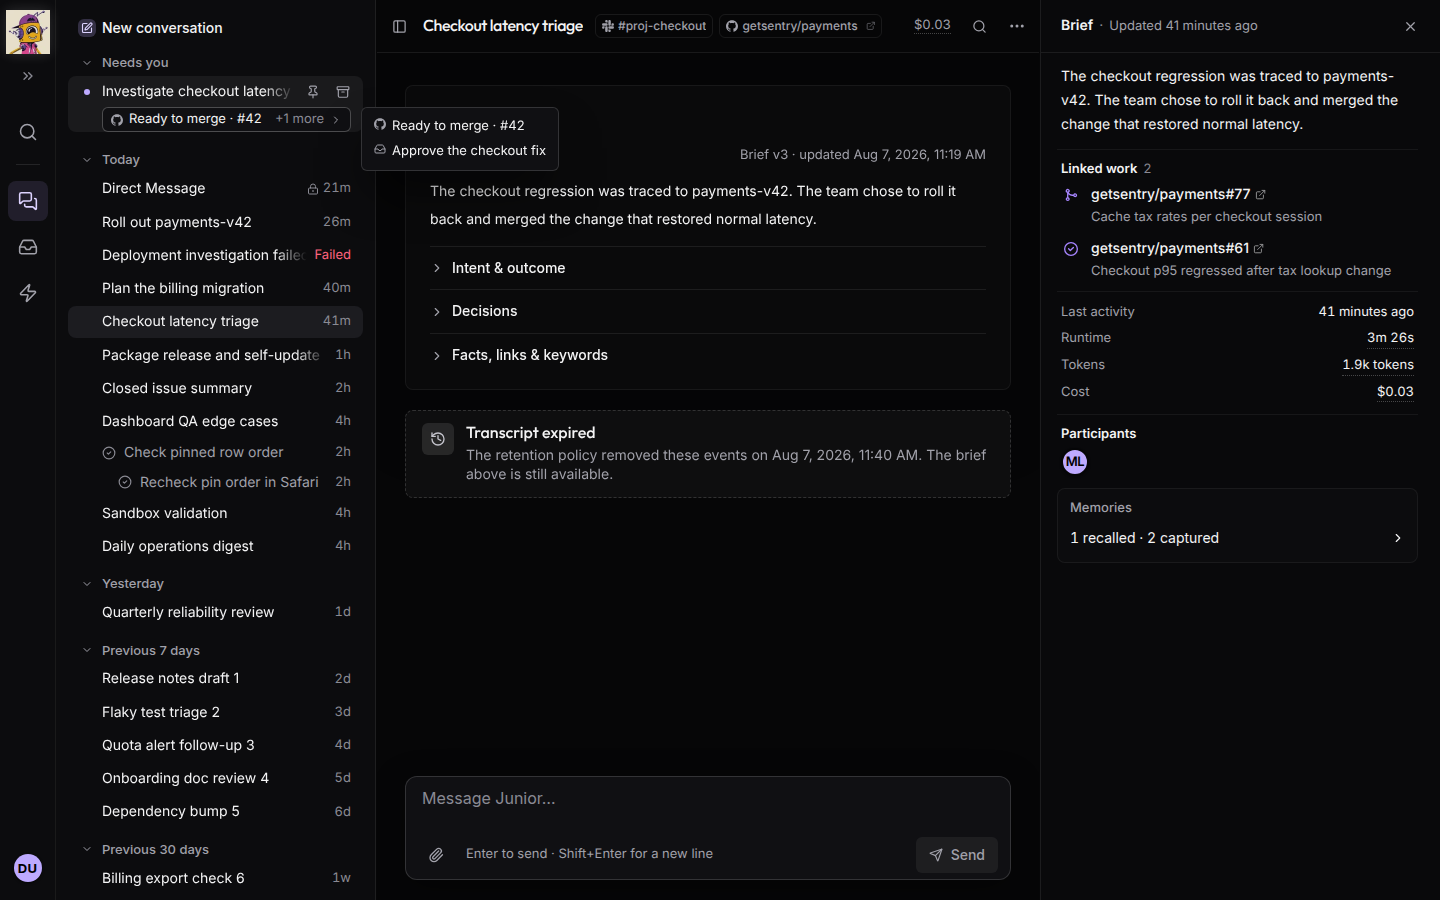 New conversation
Needs you
Investigate checkout latency
Ready to merge · #42 +1 more
Today
Direct Message 21m
Roll out payments-v42 26m
Deployment investigation failed Failed
Plan the billing migration 40m
Checkout latency triage 41m
Package release and self-update 1h
Closed issue summary 2h
Dashboard QA edge cases 4h
Check pinned row order 2h
Recheck pin order in Safari 2h
Sandbox validation 4h
Daily operations digest 4h
Yesterday
Quarterly reliability review 1d
Previous 7 days
Release notes draft 1 2d
Flaky test triage 2 3d
Quota alert follow-up 3 4d
Onboarding doc review 4 5d
Dependency bump 5 6d
Previous 30 days
Billing export check 6 1w
DU
Checkout latency triage #proj-checkout getsentry/payments $0.03
Ready to merge · #42
Approve the checkout fix
Brief v3 · updated Aug 7, 2026, 11:19 AM
The checkout regression was traced to payments-v42. The team chose to roll it
back and merged the change that restored normal latency.
Intent & outcome
Decisions
Facts, links & keywords
Transcript expired
The retention policy removed these events on Aug 7, 2026, 11:40 AM. The brief
above is still available.
Message Junior...
Enter to send · Shift+Enter for a new line
Send
Brief · Updated 41 minutes ago
The checkout regression was traced to payments-
v42. The team chose to roll it back and merged the
change that restored normal latency.
Linked work 2
getsentry/payments#77
Cache tax rates per checkout session
getsentry/payments#61
Checkout p95 regressed after tax lookup change
Last activity 41 minutes ago
Runtime 3m 26s
Tokens 1.9k tokens
Cost $0.03
Participants
ML
Memories
1 recalled · 2 captured